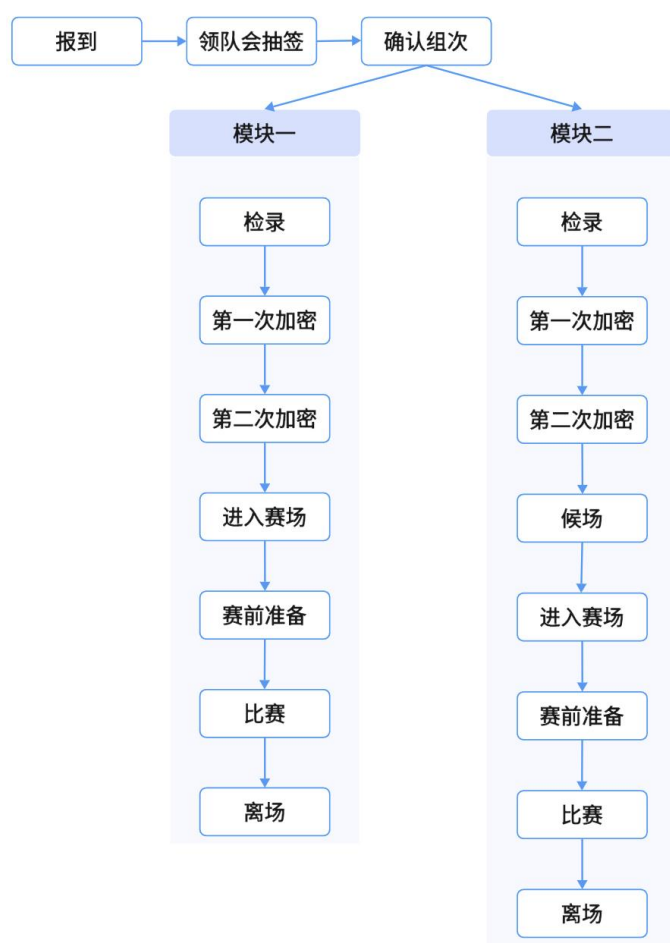 报到
领队会抽签
确认组次
模块一
检录
第一次加密
第二次加密
进入赛场
赛前准备
比赛
离场
模块二
检录
第一次加密
第二次加密
候场
进入赛场
赛前准备
比赛
离场